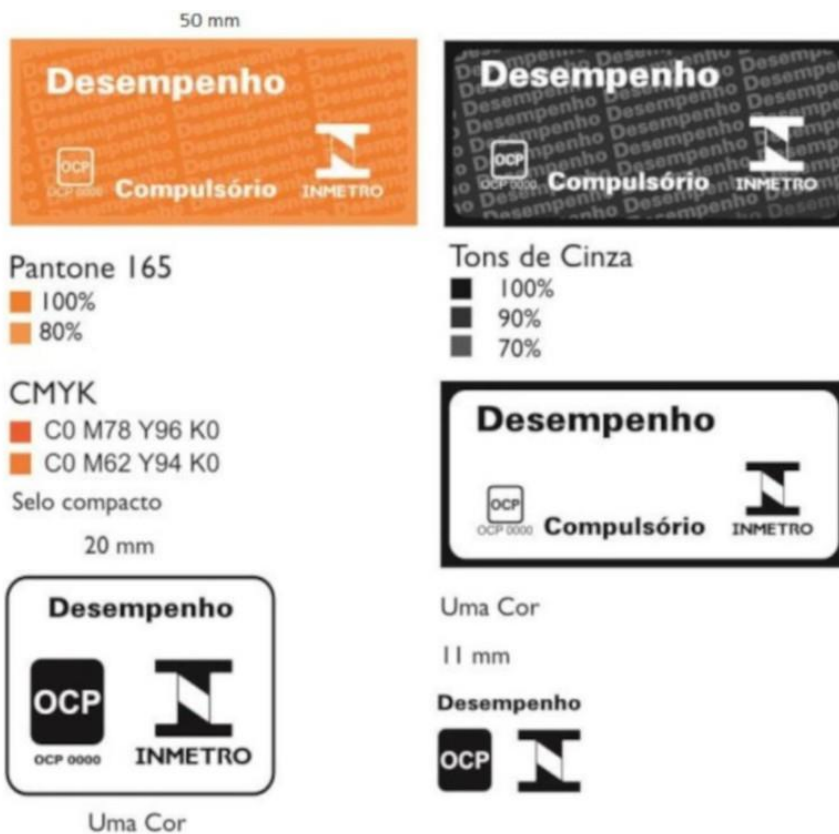 50 mm
Desempenho
OCP
OCP 0000
Compulsório
INMETRO
Pantone 165
100%
80%
CMYK
C0 M78 Y96 K0
C0 M62 Y94 K0
Selo compacto
20 mm
Desempenho
OCP
OCP 0000
INMETRO
Uma Cor
Desempenho
OCP
OCP 0000
Compulsório
INMETRO
Tons de Cinza
100%
90%
70%
Desempenho
OCP
OCP 0000
Compulsório
INMETRO
Uma Cor
11 mm
Desempenho
OCP